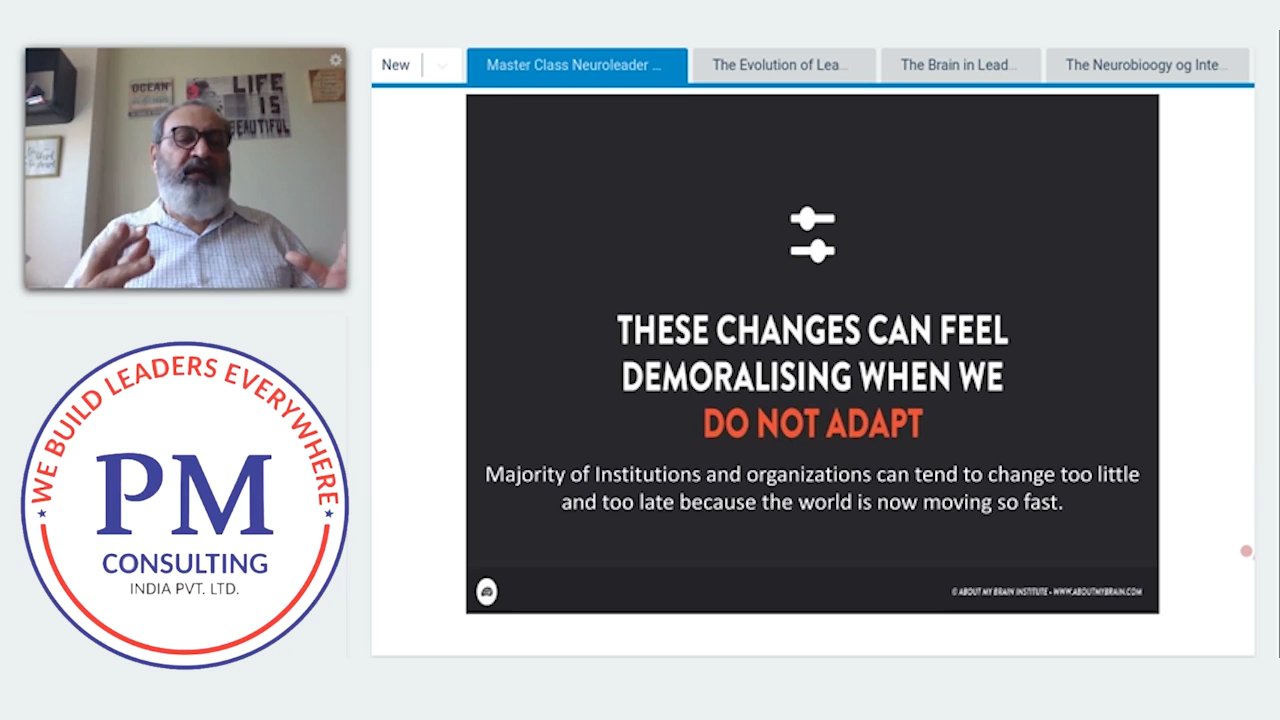 OCEAN
LIFE
IS
BEAUTIFUL
WE BUILD LEADERS EVERYWHERE
PM
CONSULTING
INDIA PVT. LTD.
New
Master Class Neuroleader ...
The Evolution of Lea...
The Brain in Lead...
The Neurobioogy og Inte...
THESE CHANGES CAN FEEL
DEMORALISING WHEN WE
DO NOT ADAPT
Majority of Institutions and organizations can tend to change too little
and too late because the world is now moving so fast.
© ABOUT MY BRAIN INSTITUTE - WWW.ABOUTMYBRAIN.COM